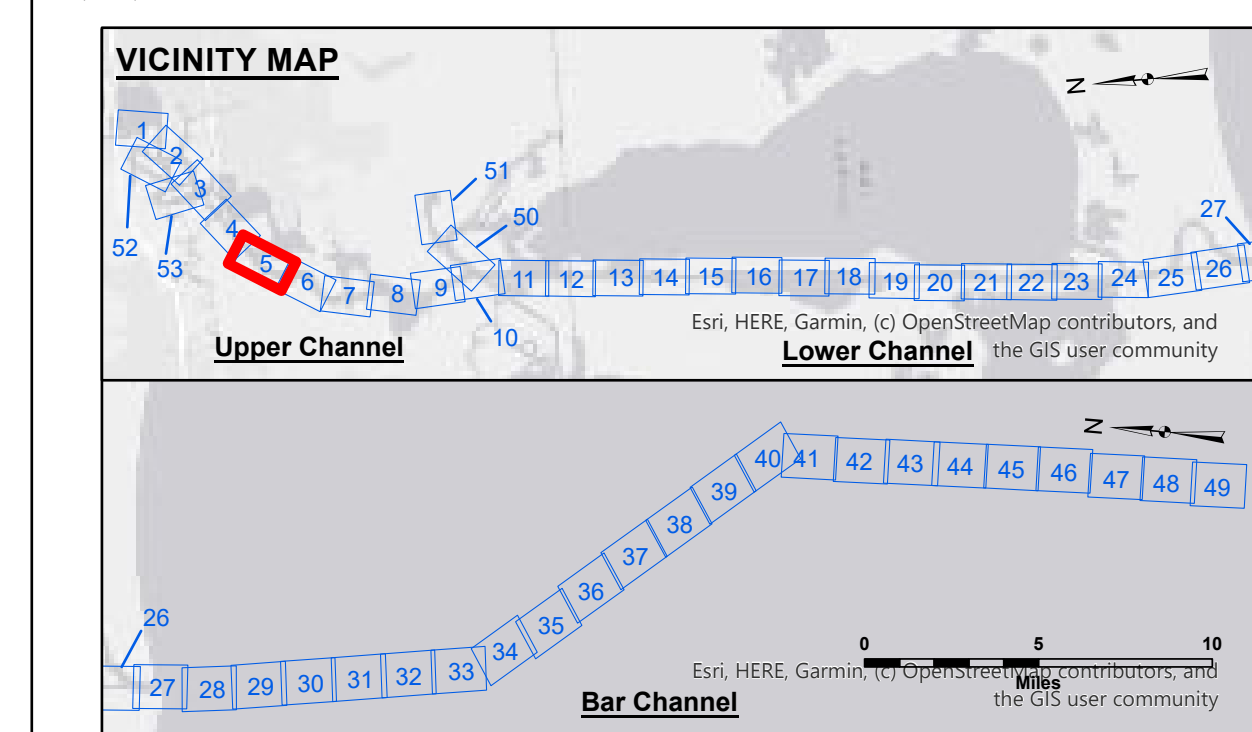 VICINITY MAP
N
1
2
3
4
5
6
7
8
9
10
11 12 13 14 15 16 17 18 19 20 21 22 23 24 25 26
27
50
51
52
53
Upper Channel
Esri, HERE, Garmin, (c) OpenStreetMap contributors, and
Lower Channel the GIS user community
N
40 41 42 43 44 45 46 47 48 49
39
38
37
36
35
34
26
27 28 29 30 31 32 33
0 5 10
Esri, HERE, Garmin, (c) OpenStreetMap contributors, and
Miles
the GIS user community
Bar Channel